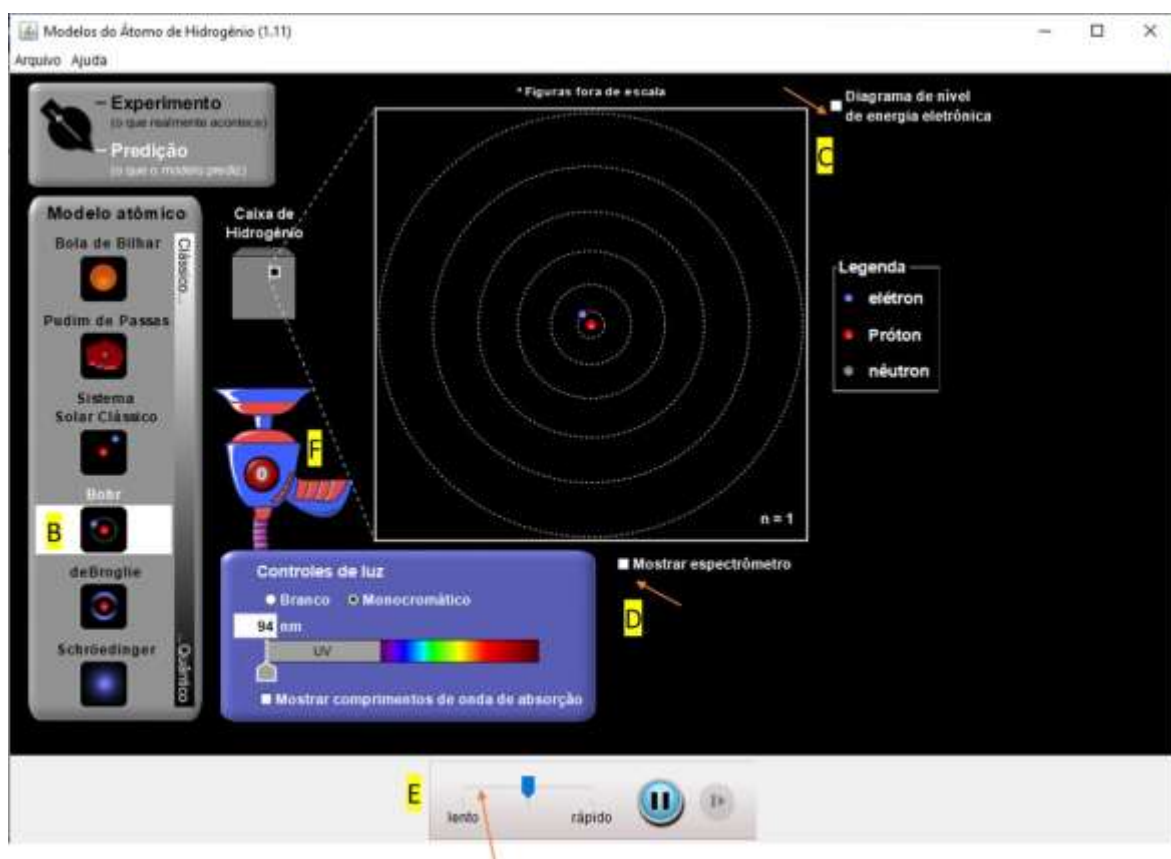 Modelos do Átomo de Hidrogênio (1.11)
Arquivo Ajuda
Experimento
(o que realmente acontece)
Predição
(o que o modelo prediz)
* Figuras fora de escala
Diagrama de nível
de energia eletrônica
C
Modelo atômico
Bola de Bilhar
Clássico...
Pudim de Passas
Sistema
Solar Clássico
Bohr
B
deBroglie
Schröedinger
...Quântico
Caixa de
Hidrogênio
Legenda
elétron
Próton
nêutron
F
0
n = 1
Controles de luz
Branco Monocromático
94 nm
UV
Mostrar comprimentos de onda de absorção
Mostrar espectrômetro
D
E
lento rápido